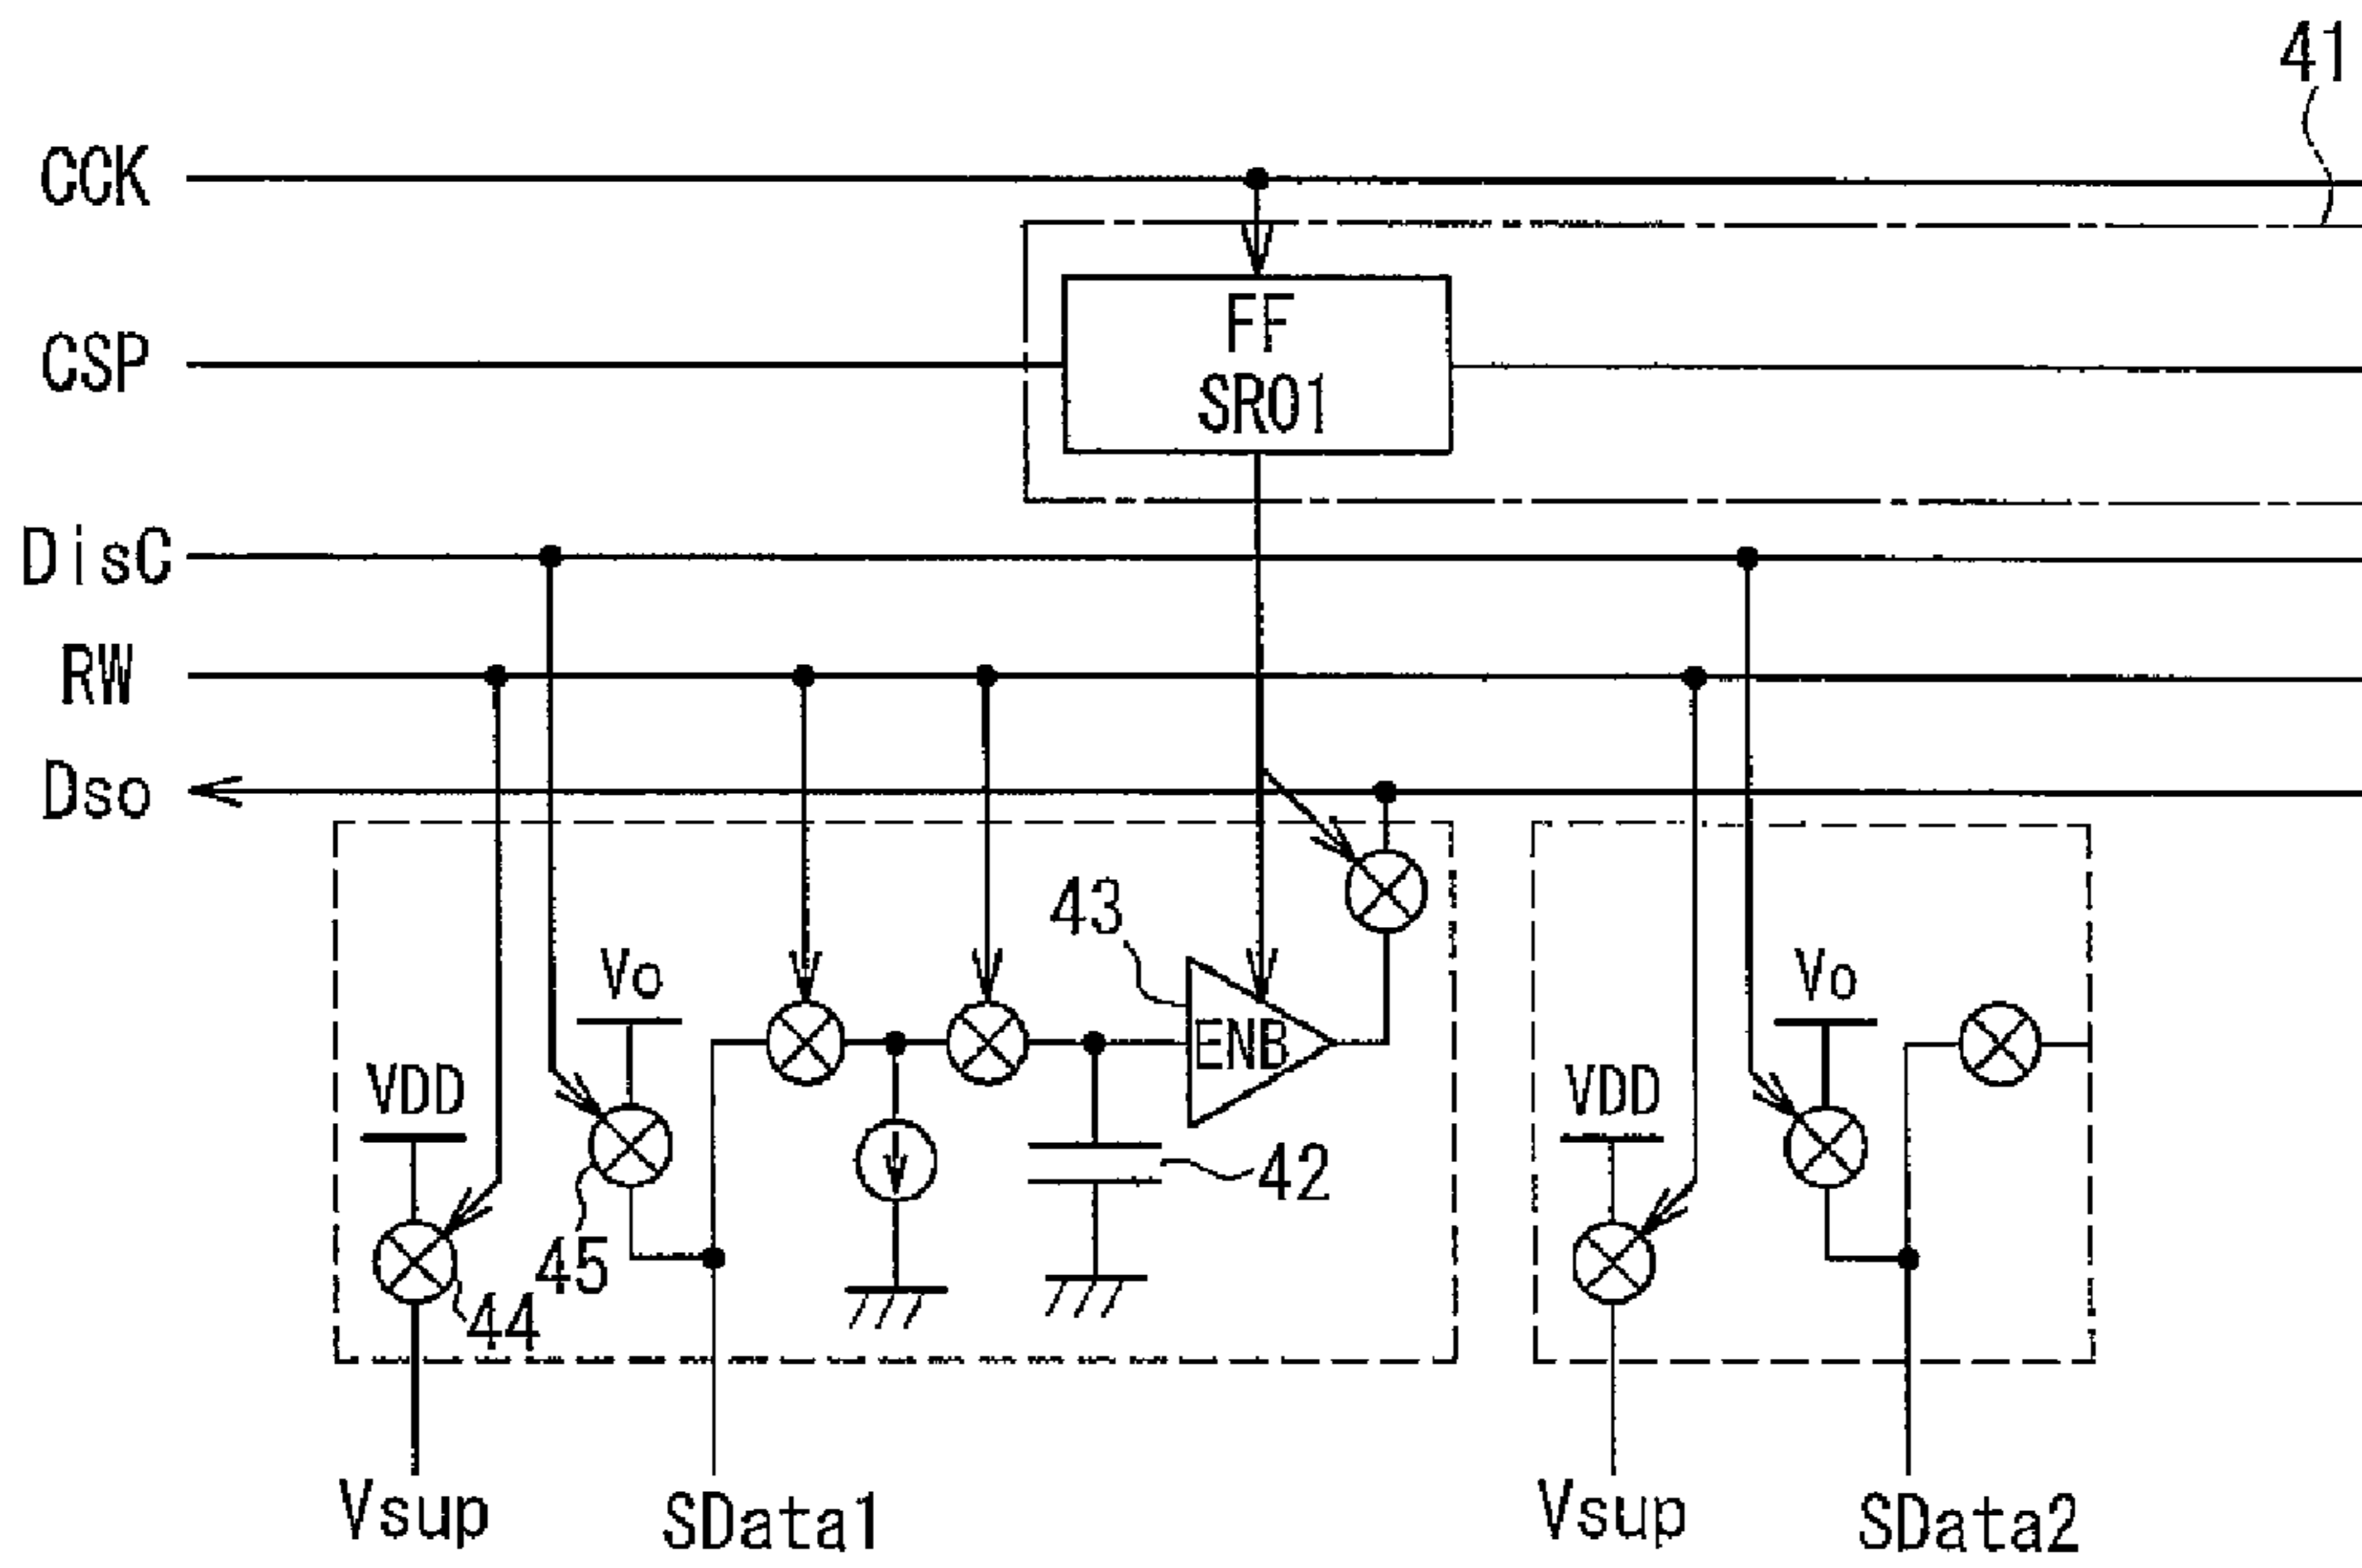 41
CCK
CSP
FF
SR01
DisC
RW
Dso
43
Vo
Vo
ENB
VDD
VDD
42
45
44
Vsup
SData1
Vsup
SData2